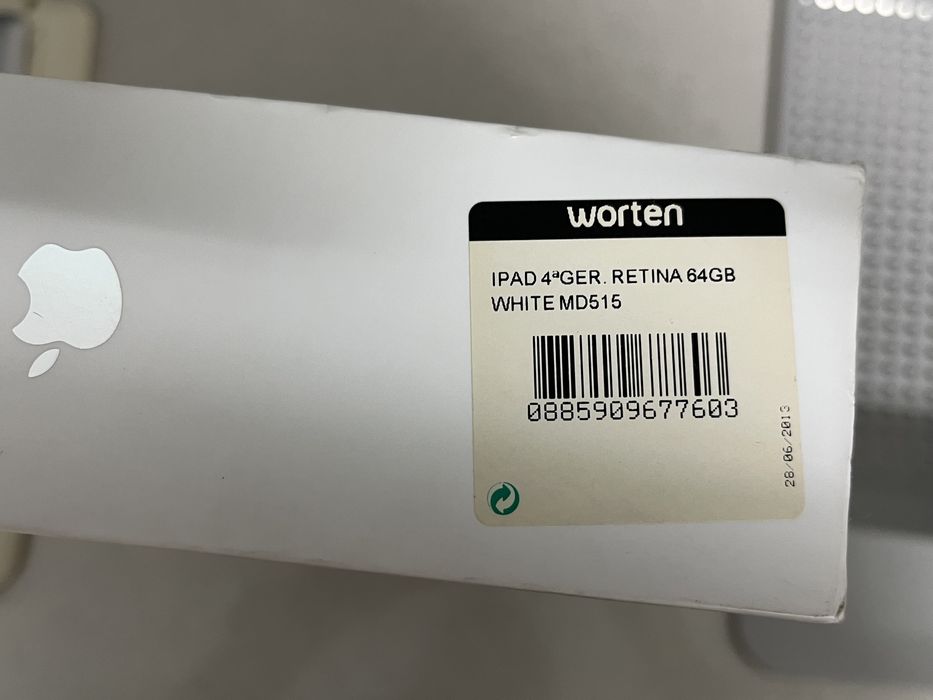 worten
IPAD 4ªGER. RETINA 64GB
WHITE MD515
0885909677603
28/06/2013